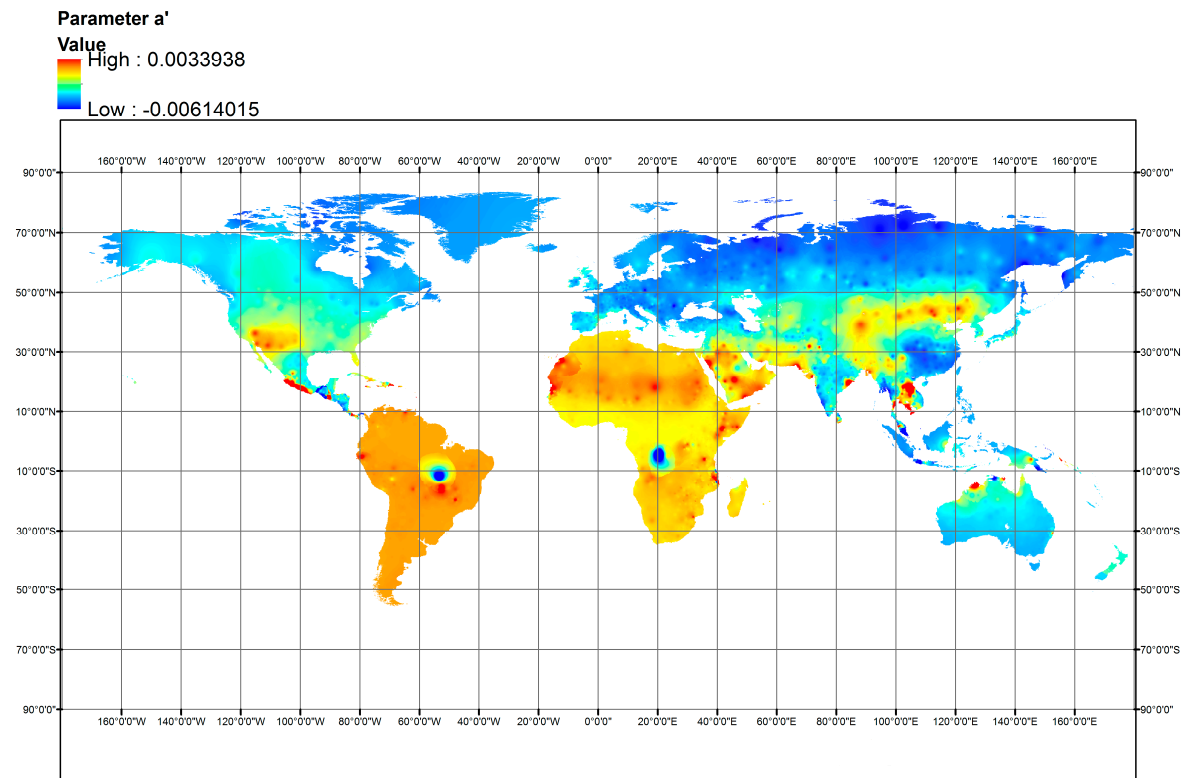 Parameter a'
Value
High : 0.0033938
Low : -0.00614015
160°0'0"W 140°0'0"W 120°0'0"W 100°0'0"W 80°0'0"W 60°0'0"W 40°0'0"W 20°0'0"W 0°0'0" 20°0'0"E 40°0'0"E 60°0'0"E 80°0'0"E 100°0'0"E 120°0'0"E 140°0'0"E 160°0'0"E
90°0'0" 90°0'0"
70°0'0"N 70°0'0"N
50°0'0"N 50°0'0"N
30°0'0"N 30°0'0"N
10°0'0"N 10°0'0"N
10°0'0"S 10°0'0"S
30°0'0"S 30°0'0"S
50°0'0"S 50°0'0"S
70°0'0"S 70°0'0"S
90°0'0" 90°0'0"
160°0'0"W 140°0'0"W 120°0'0"W 100°0'0"W 80°0'0"W 60°0'0"W 40°0'0"W 20°0'0"W 0°0'0" 20°0'0"E 40°0'0"E 60°0'0"E 80°0'0"E 100°0'0"E 120°0'0"E 140°0'0"E 160°0'0"E